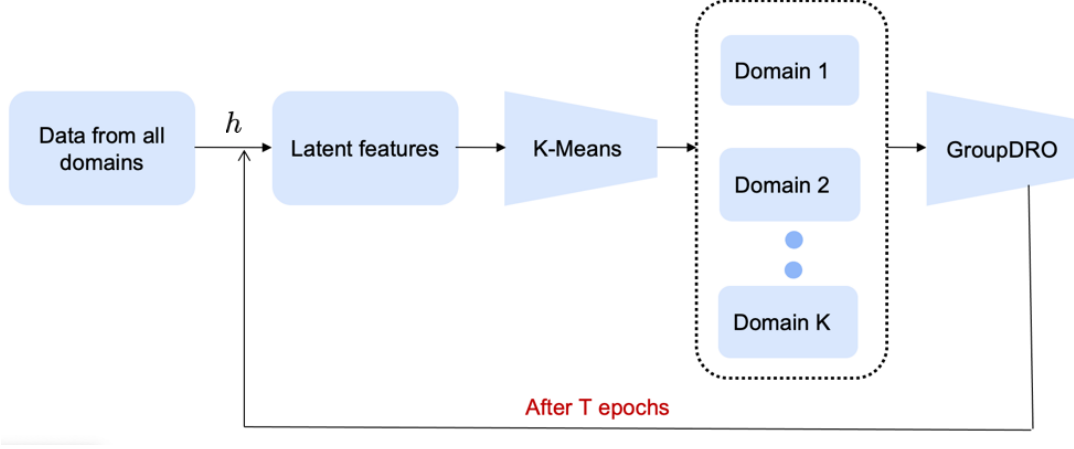 Data from all
domains
h
Latent features
K-Means
Domain 1
Domain 2
Domain K
GroupDRO
After T epochs